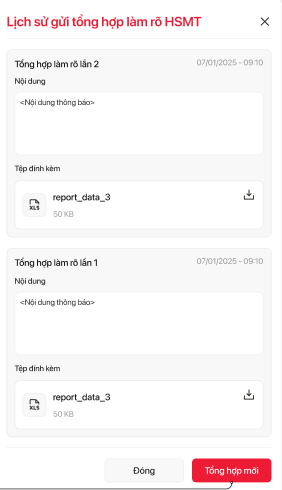 Lịch sử gửi tổng hợp làm rõ HSMT
Tổng hợp làm rõ lần 2
07/01/2025 - 09:10
Nội dung
<Nội dung thông báo>
Tệp đính kèm
XLS
report_data_3
50 KB
Tổng hợp làm rõ lần 1
07/01/2025 - 09:10
Nội dung
<Nội dung thông báo>
Tệp đính kèm
XLS
report_data_3
50 KB
Đóng
Tổng hợp mới